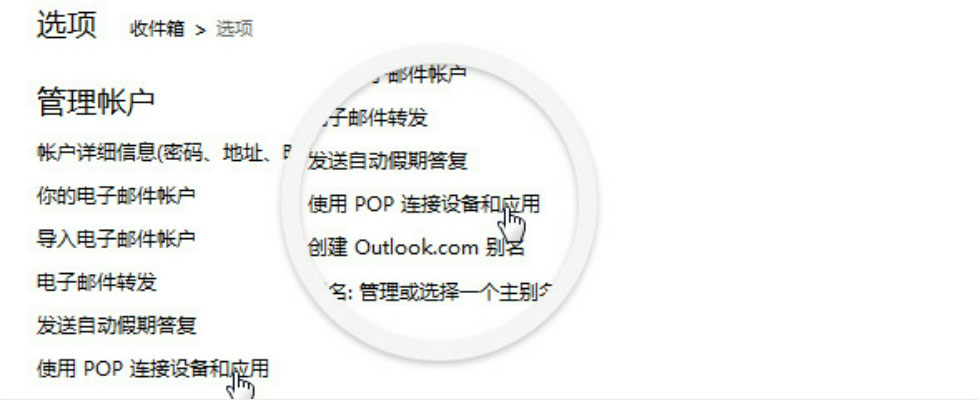 选项 收件箱 > 选项
管理帐户
帐户详细信息(密码、地址、
你的电子邮件帐户
导入电子邮件帐户
电子邮件转发
发送自动假期答复
使用 POP 连接设备和应用
邮件帐户
子邮件转发
发送自动假期答复
使用 POP 连接设备和应用
创建 Outlook.com 别名
名: 管理或选择一个主别名